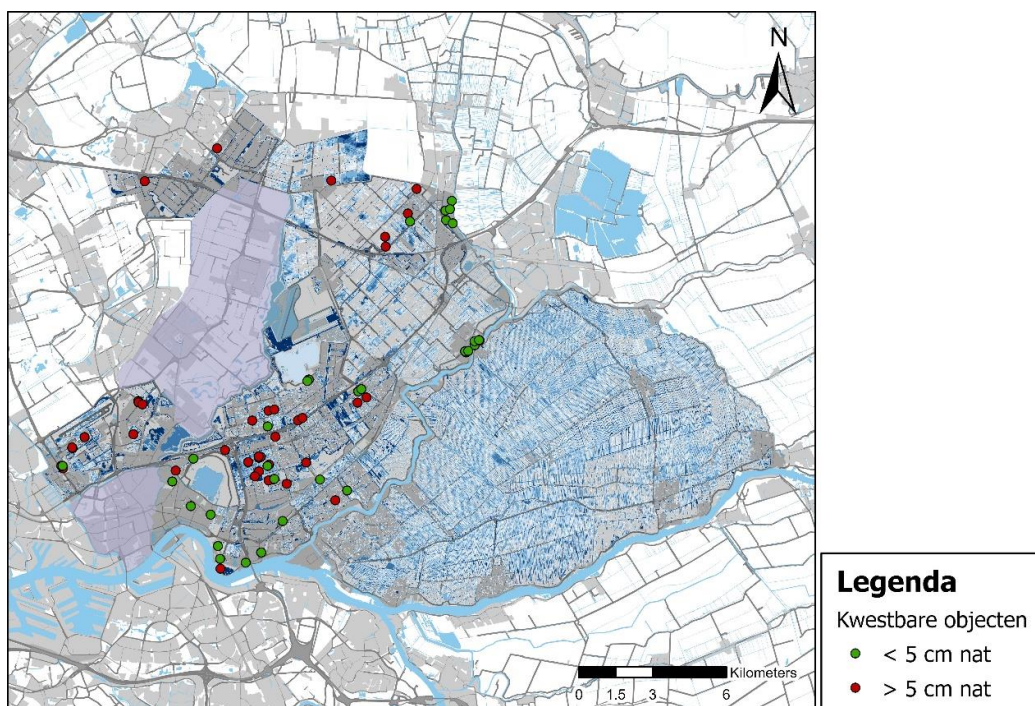 N
Kilometers
0 1.5 3 6
Legenda
Kwestbare objecten
< 5 cm nat
> 5 cm nat